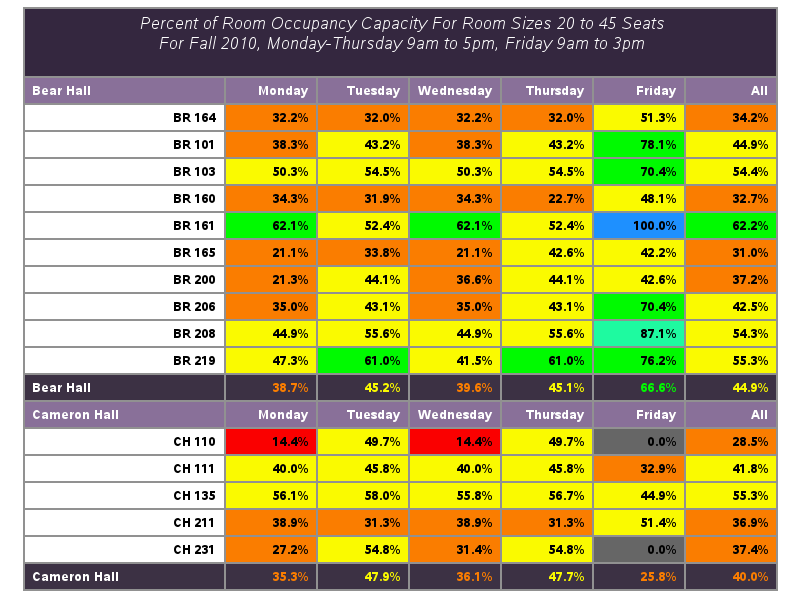 Percent of Room Occupancy Capacity For Room Sizes 20 to 45 Seats
For Fall 2010, Monday-Thursday 9am to 5pm, Friday 9am to 3pm
Bear Hall Monday Tuesday Wednesday Thursday Friday All
BR 164 32.2% 32.0% 32.2% 32.0% 51.3% 34.2%
BR 101 38.3% 43.2% 38.3% 43.2% 78.1% 44.9%
BR 103 50.3% 54.5% 50.3% 54.5% 70.4% 54.4%
BR 160 34.3% 31.9% 34.3% 22.7% 48.1% 32.7%
BR 161 62.1% 52.4% 62.1% 52.4% 100.0% 62.2%
BR 165 21.1% 33.8% 21.1% 42.6% 42.2% 31.0%
BR 200 21.3% 44.1% 36.6% 44.1% 42.6% 37.2%
BR 206 35.0% 43.1% 35.0% 43.1% 70.4% 42.5%
BR 208 44.9% 55.6% 44.9% 55.6% 87.1% 54.3%
BR 219 47.3% 61.0% 41.5% 61.0% 76.2% 55.3%
Bear Hall 38.7% 45.2% 39.6% 45.1% 66.6% 44.9%
Cameron Hall Monday Tuesday Wednesday Thursday Friday All
CH 110 14.4% 49.7% 14.4% 49.7% 0.0% 28.5%
CH 111 40.0% 45.8% 40.0% 45.8% 32.9% 41.8%
CH 135 56.1% 58.0% 55.8% 56.7% 44.9% 55.3%
CH 211 38.9% 31.3% 38.9% 31.3% 51.4% 36.9%
CH 231 27.2% 54.8% 31.4% 54.8% 0.0% 37.4%
Cameron Hall 35.3% 47.9% 36.1% 47.7% 25.8% 40.0%